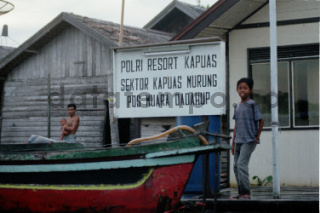 POLRI RESORT KAPUAS
SEKTOR KAPUAS MURUNG
POS MUARA DADAHUP